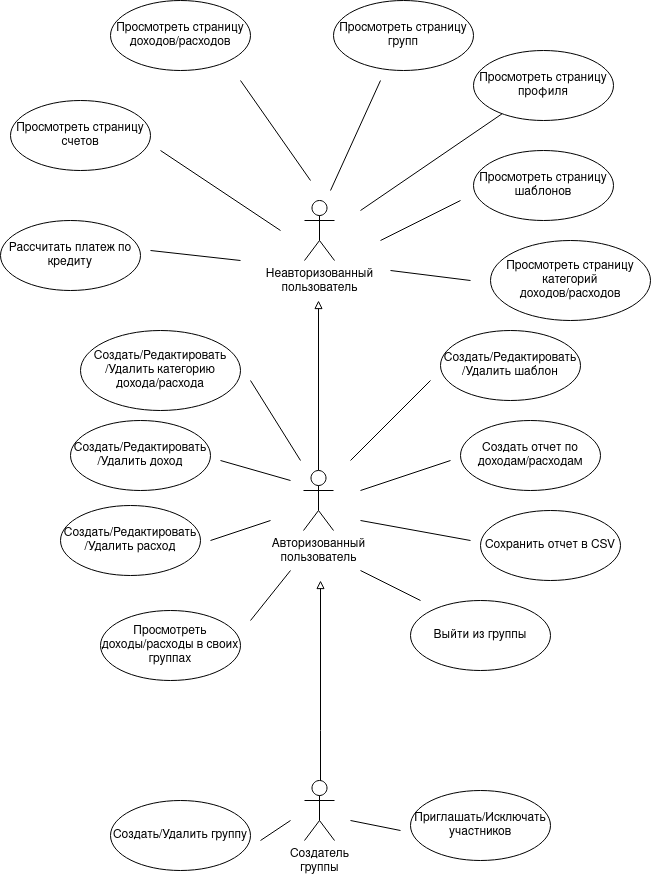 Просмотреть страницу
доходов/расходов
Просмотреть страницу
групп
Просмотреть страницу
профиля
Просмотреть страницу
счетов
Просмотреть страницу
шаблонов
Рассчитать платеж по
кредиту
Неавторизованный
пользователь
Просмотреть страницу
категорий
доходов/расходов
Создать/Редактировать
/Удалить категорию
дохода/расхода
Создать/Редактировать
/Удалить шаблон
Создать/Редактировать
/Удалить доход
Создать отчет по
доходам/расходам
Создать/Редактировать
/Удалить расход
Авторизованный
пользователь
Сохранить отчет в CSV
Просмотреть
доходы/расходы в своих
группах
Выйти из группы
Создать/Удалить группу
Создатель
группы
Приглашать/Исключать
участников